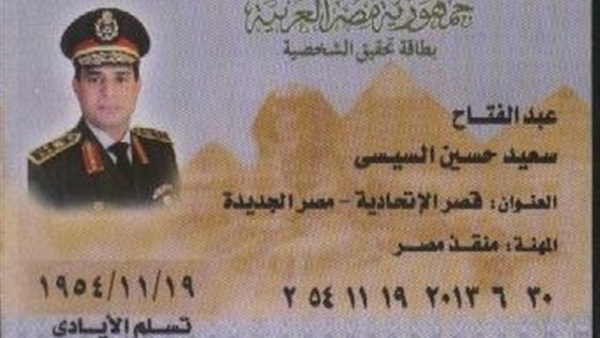 جمهورية مصر العربية
بطاقة تحقيق الشخصية
عبد الفتاح
سعيد حسين السيسى
العنوان: قصر الإتحادية - مصر الجديدة
المهنة: منقذ مصر
١٩٥٤/١١/١٩
٢ ٥٤ ١١ ١٩ ٢٠١٣ ٦ ٣٠
تسلم الأيادى